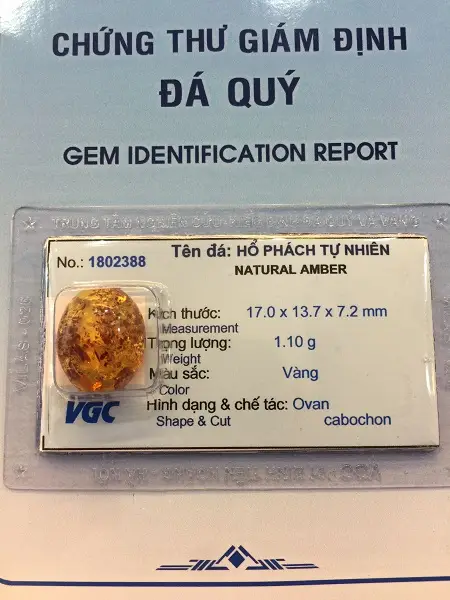 CHỨNG THƯ GIÁM ĐỊNH
ĐÁ QUÝ
GEM IDENTIFICATION REPORT
No.: 1802388
Tên đá: HỔ PHÁCH TỰ NHIÊN
NATURAL AMBER
Kích thước: 17.0 x 13.7 x 7.2 mm
Measurement
Trọng lượng: 1.10 g
Weight
Màu sắc: Vàng
Color
Hình dạng & chế tác: Ovan
Shape & Cut cabochon
VGC